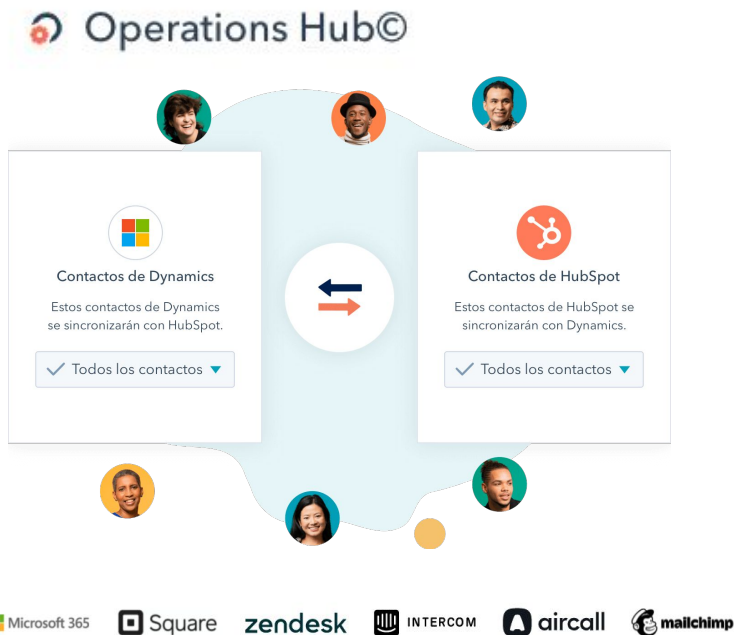 Operations Hub©
Contactos de Dynamics
Estos contactos de Dynamics
se sincronizarán con HubSpot.
Todos los contactos
Contactos de HubSpot
Estos contactos de HubSpot se
sincronizarán con Dynamics.
Todos los contactos
Microsoft 365 Square zendesk INTERCOM aircall mailchimp